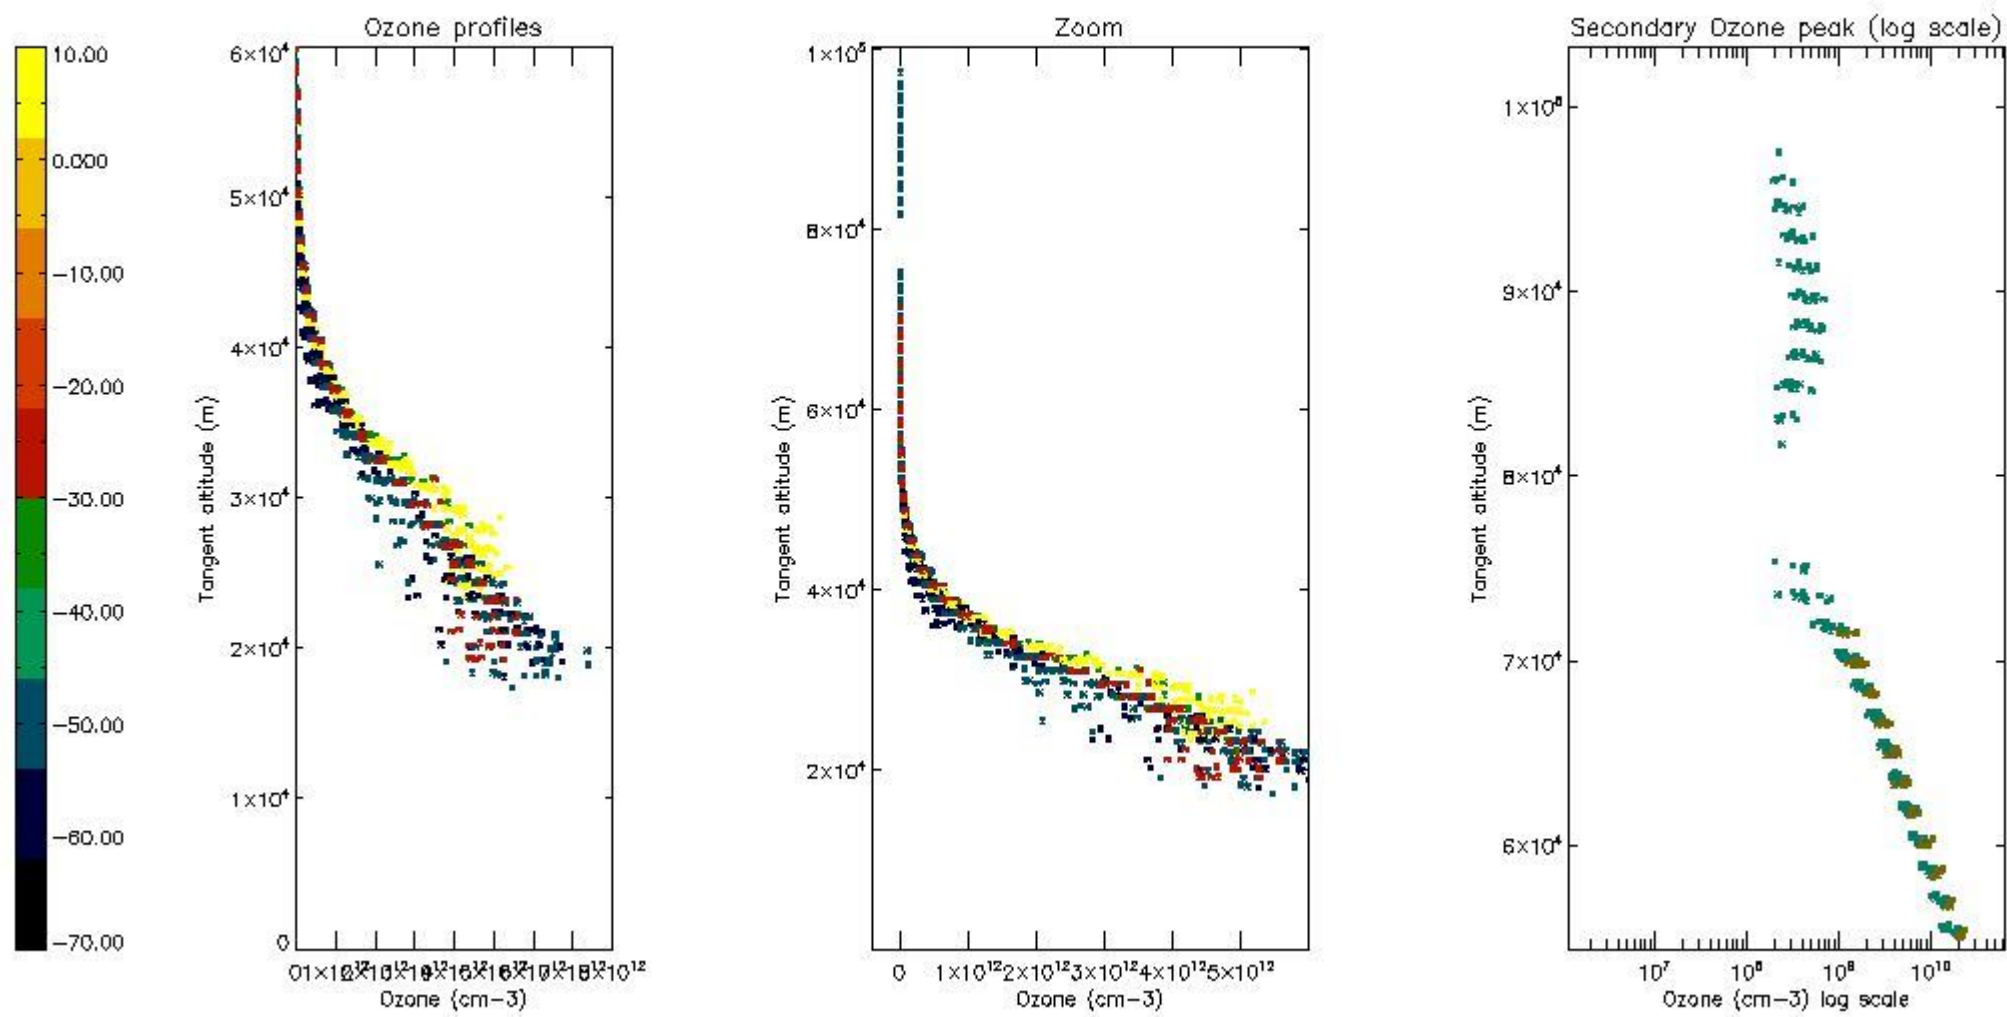 Ozone profiles
Zoom
Secondary Ozone peak (log scale)
10.00
0.000
-10.00
-20.00
-30.00
-40.00
-50.00
-60.00
-70.00
6×10⁴
5×10⁴
4×10⁴
3×10⁴
2×10⁴
1×10⁴
0
Tangent altitude (m)
Ozone (cm-3)
1×10⁵
8×10⁴
6×10⁴
4×10⁴
2×10⁴
Tangent altitude (m)
0 1×10¹² 2×10¹² 3×10¹² 4×10¹² 5×10¹²
Ozone (cm-3)
9×10⁴
8×10⁴
7×10⁴
6×10⁴
Tangent altitude (m)
10⁷ 10⁸ 10⁹ 10¹⁰
Ozone (cm-3) log scale